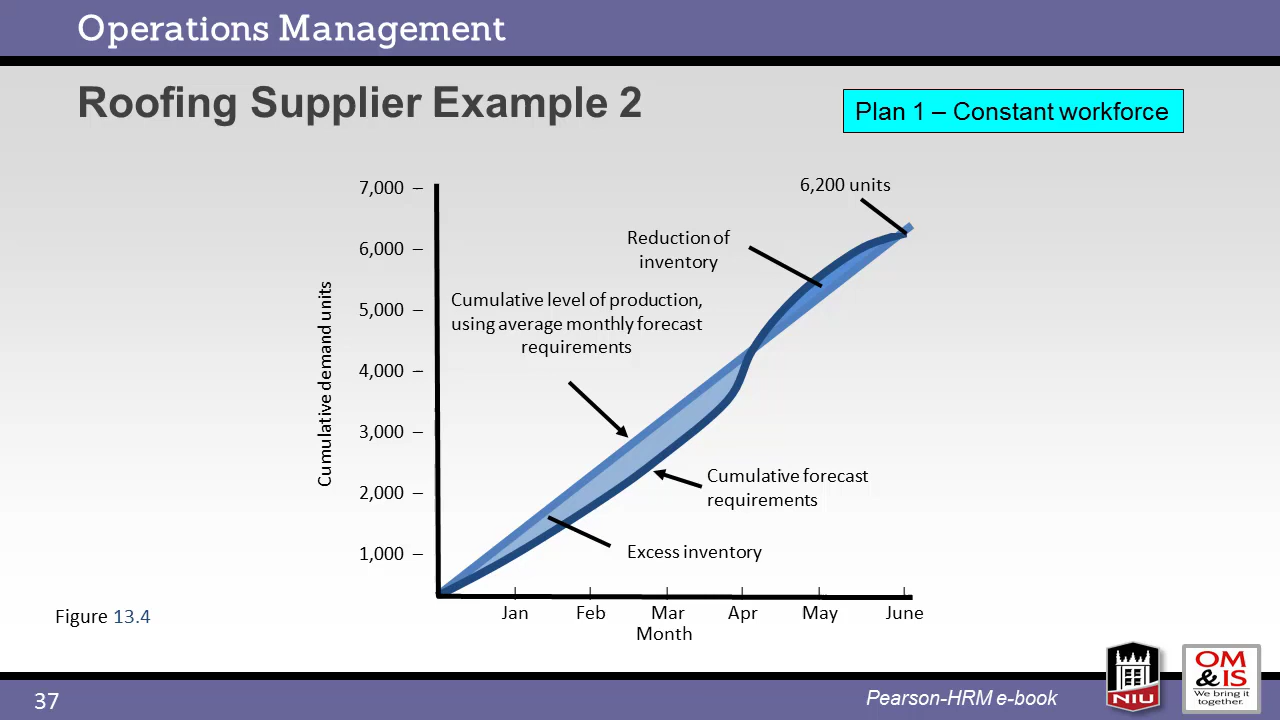 Operations Management
Roofing Supplier Example 2
Plan 1 – Constant workforce
7,000 –
6,000 –
5,000 –
4,000 –
3,000 –
2,000 –
1,000 –
Cumulative demand units
6,200 units
Reduction of
inventory
Cumulative level of production,
using average monthly forecast
requirements
Cumulative forecast
requirements
Excess inventory
Jan Feb Mar Apr May June
Month
Figure 13.4
37
Pearson-HRM e-book
NIU
OM
& IS
We bring it
together.